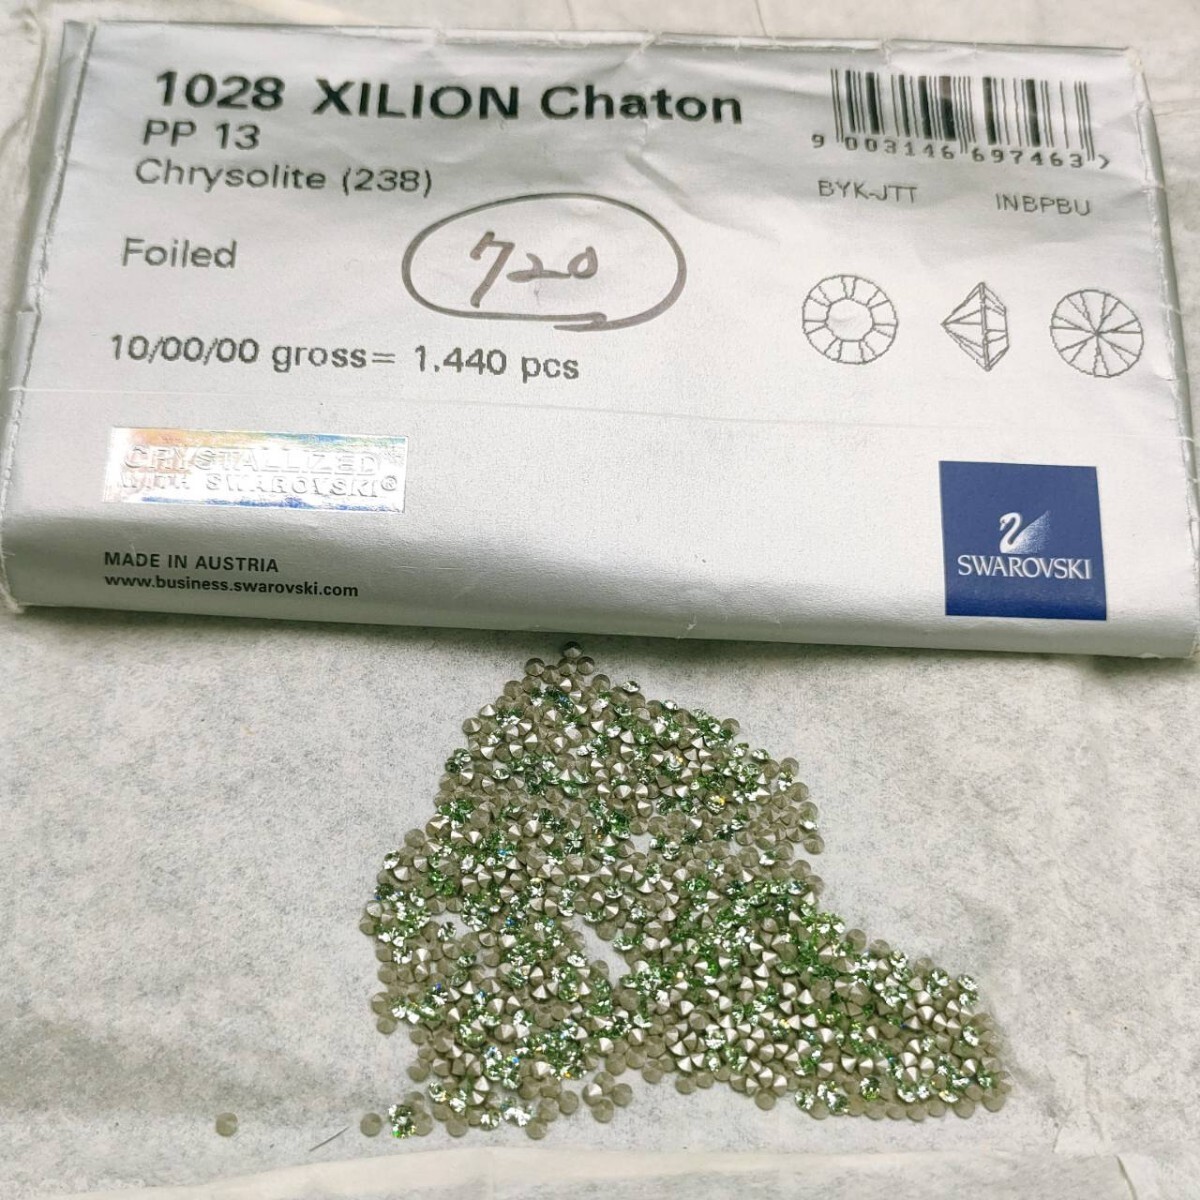 1028 XILION Chaton
PP 13
Chrysolite (238)
Foiled
720
10/00/00 gross= 1.440 pcs
9 003146 697463 >
BYK-JTT INBPBU
CRYSTALLIZED
WITH SWAROVSKI®
MADE IN AUSTRIA
www.business.swarovski.com
SWAROVSKI